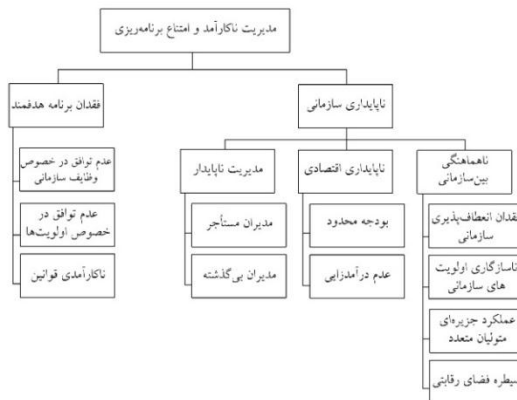 مدیریت ناکارآمد و امتناع برنامه‌ریزی
ناپایداری سازمانی
فقدان برنامه هدفمند
ناهماهنگی
بین‌سازمانی
ناپایداری اقتصادی
مدیریت ناپایدار
عدم توافق در خصوص
وظایف سازمانی
عدم توافق در
خصوص اولویت‌ها
ناکارآمدی قوانین
مدیران مستأجر
مدیران بی‌گذشته
بودجه محدود
عدم درآمدزایی
فقدان انعطاف‌پذیری
سازمانی
ناسازگاری اولویت
های سازمانی
عملکرد جزیره‌ای
متولیان متعدد
سیطره فضای رقابتی